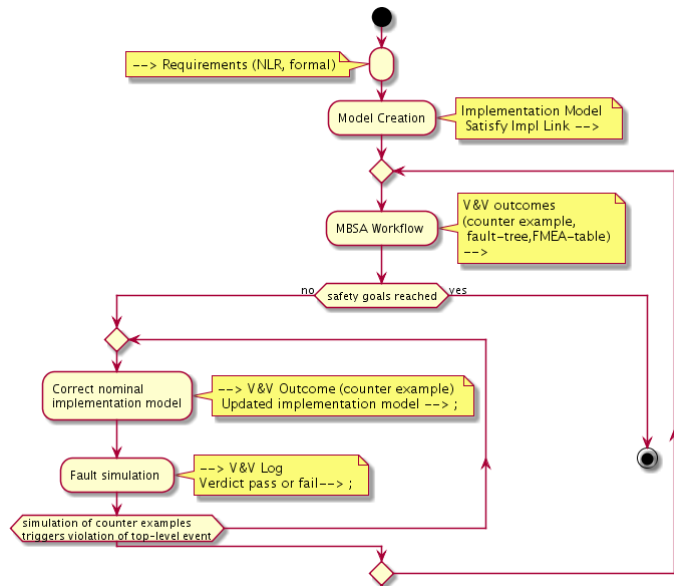 --> Requirements (NLR, formal)
Model Creation
Implementation Model
Satisfy Impl Link -->
MBSA Workflow
V&V outcomes
(counter example,
fault-tree,FMEA-table)
-->
no
safety goals reached
yes
Correct nominal
implementation model
--> V&V Outcome (counter example)
Updated implementation model --> ;
Fault simulation
--> V&V Log
Verdict pass or fail--> ;
simulation of counter examples
triggers violation of top-level event